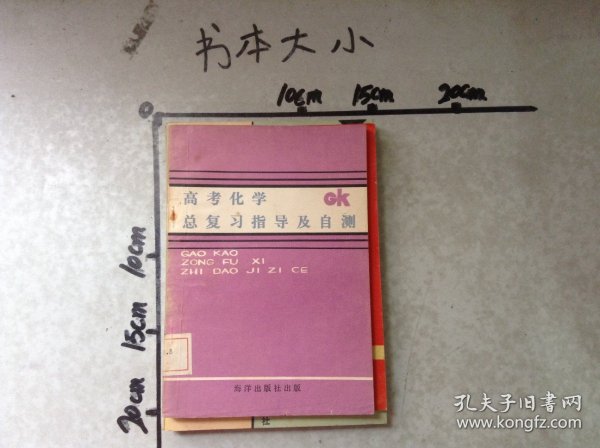 书本大小
10cm 15cm 20cm
高考化学
GK
总复习指导及自测
GAO KAO
ZONG FU XI
ZHI DAO JI ZI CE
10cm
15cm
20cm
海洋出版社出版
社
孔夫子旧书网
www.kongfz.com